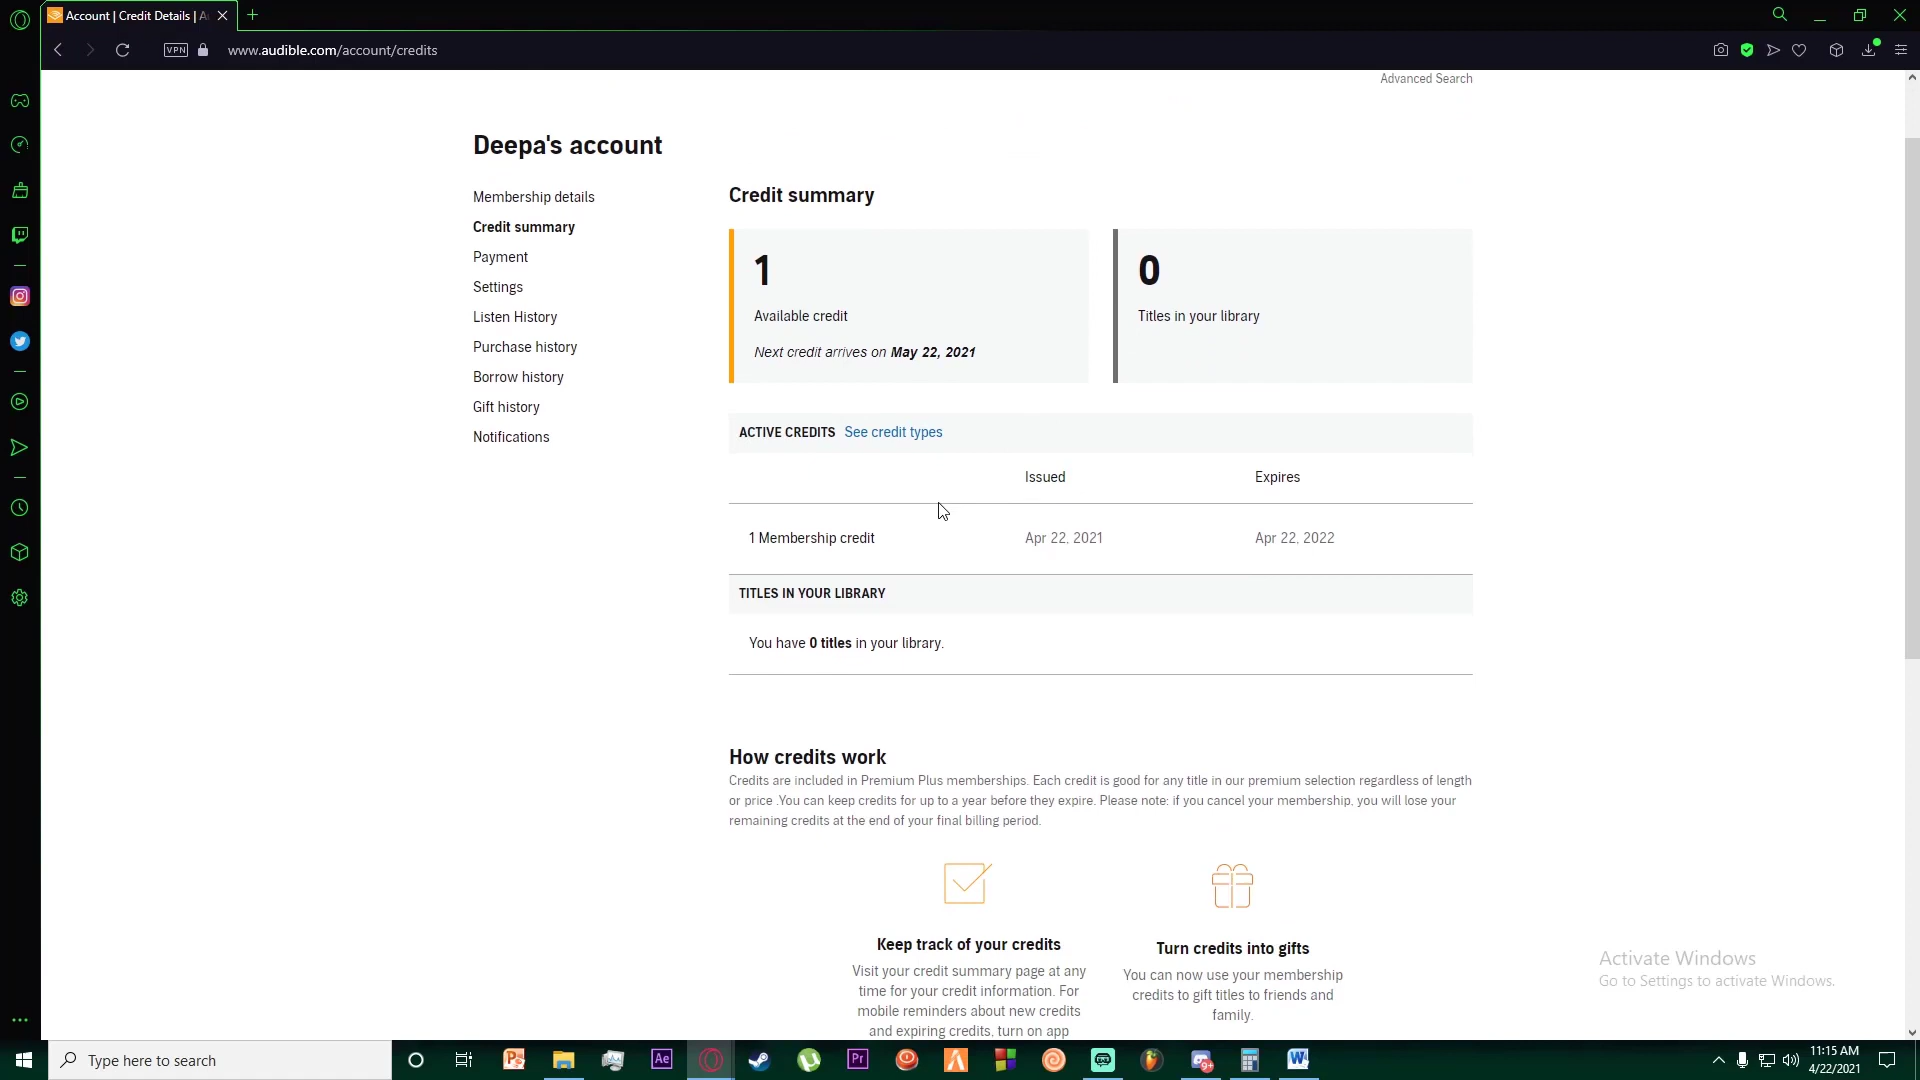 Account | Credit Details | A
VPN
www.audible.com/account/credits
Advanced Search
Deepa's account
Membership details
Credit summary
Payment
Settings
Listen History
Purchase history
Borrow history
Gift history
Notifications
Credit summary
1
Available credit
Next credit arrives on May 22, 2021
0
Titles in your library
ACTIVE CREDITS See credit types
Issued Expires
1 Membership credit Apr 22, 2021 Apr 22, 2022
TITLES IN YOUR LIBRARY
You have 0 titles in your library.
How credits work
Credits are included in Premium Plus memberships. Each credit is good for any title in our premium selection regardless of length
or price .You can keep credits for up to a year before they expire. Please note: if you cancel your membership, you will lose your
remaining credits at the end of your final billing period.
Keep track of your credits
Visit your credit summary page at any
time for your credit information. For
mobile reminders about new credits
and expiring credits, turn on app
Turn credits into gifts
You can now use your membership
credits to gift titles to friends and
family.
Activate Windows
Go to Settings to activate Windows.
Type here to search
Ae
Pr
9+
11:15 AM
4/22/2021